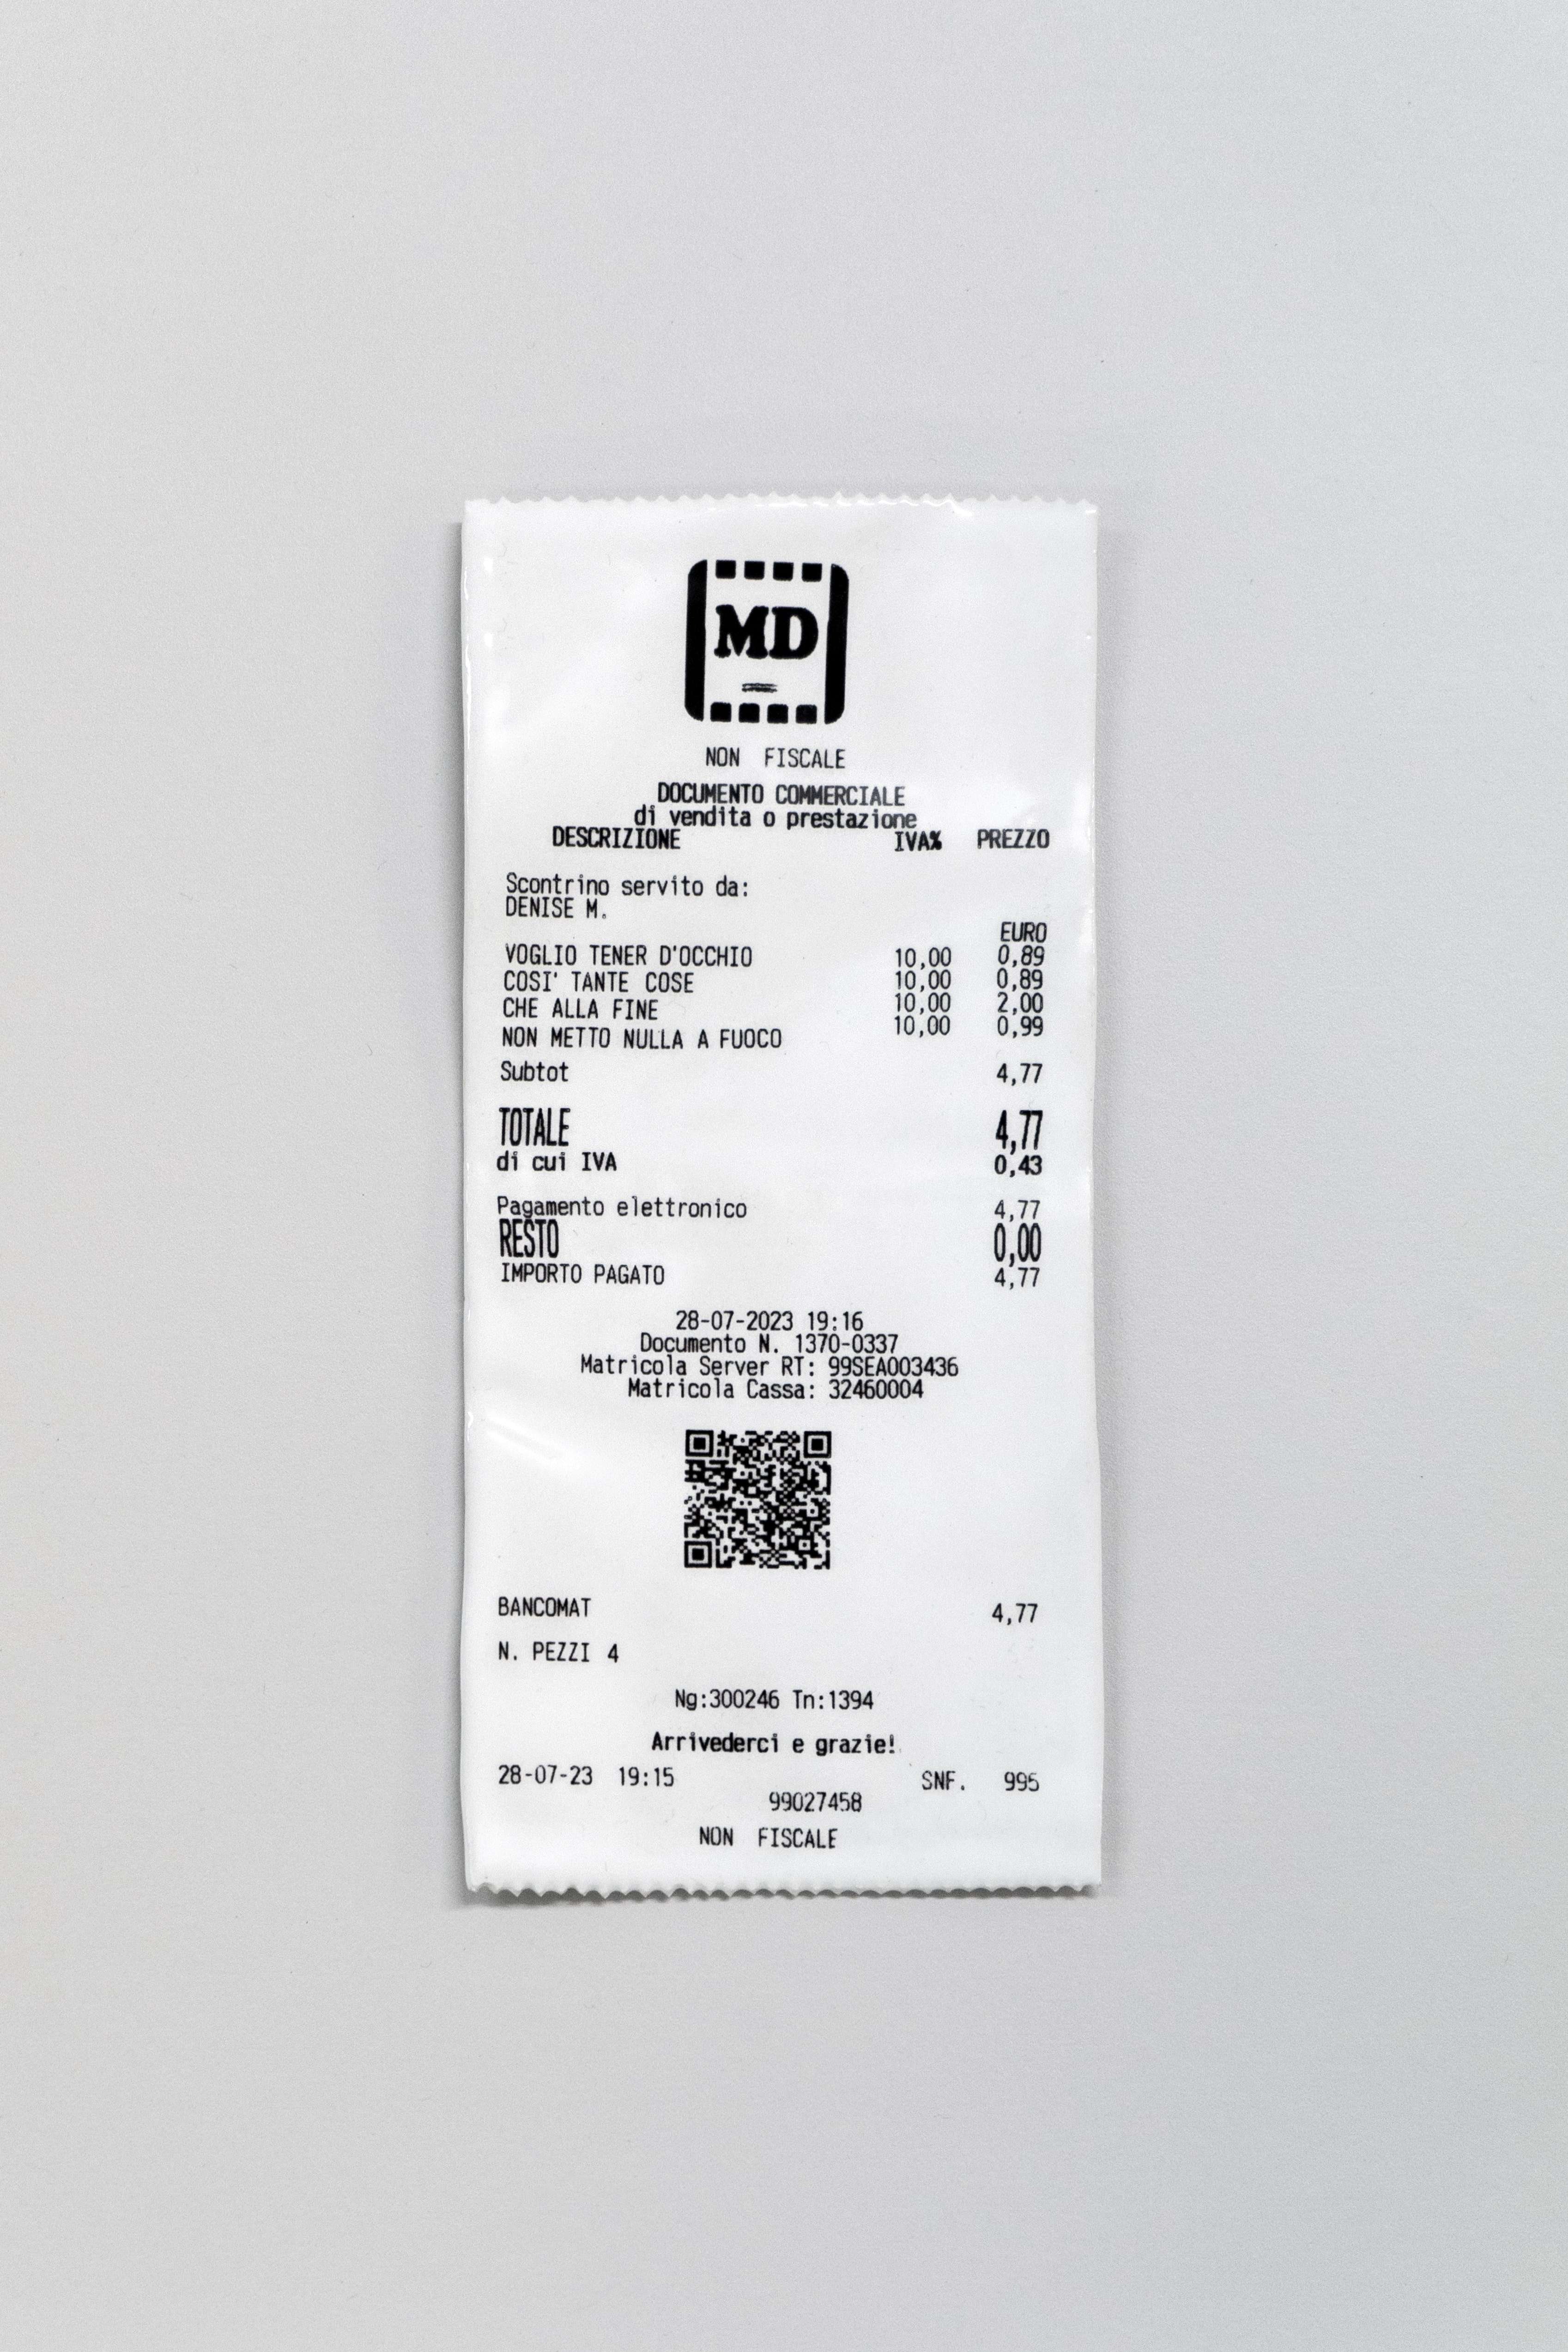 MD
NON FISCALE
DOCUMENTO COMMERCIALE
di vendita o prestazione
DESCRIZIONE IVA% PREZZO
Scontrino servito da:
DENISE M.
EURO
VOGLIO TENER D'OCCHIO 10,00 0,89
COSI' TANTE COSE 10,00 0,89
CHE ALLA FINE 10,00 2,00
NON METTO NULLA A FUOCO 10,00 0,99
Subtot 4,77
TOTALE 4,77
di cui IVA 0,43
Pagamento elettronico 4,77
RESTO 0,00
IMPORTO PAGATO 4,77
28-07-2023 19:16
Documento N. 1370-0337
Matricola Server RT: 99SEA003436
Matricola Cassa: 32460004
BANCOMAT 4,77
N. PEZZI 4
Ng:300246 Tn:1394
Arrivederci e grazie!
28-07-23 19:15 SNF. 995
99027458
NON FISCALE